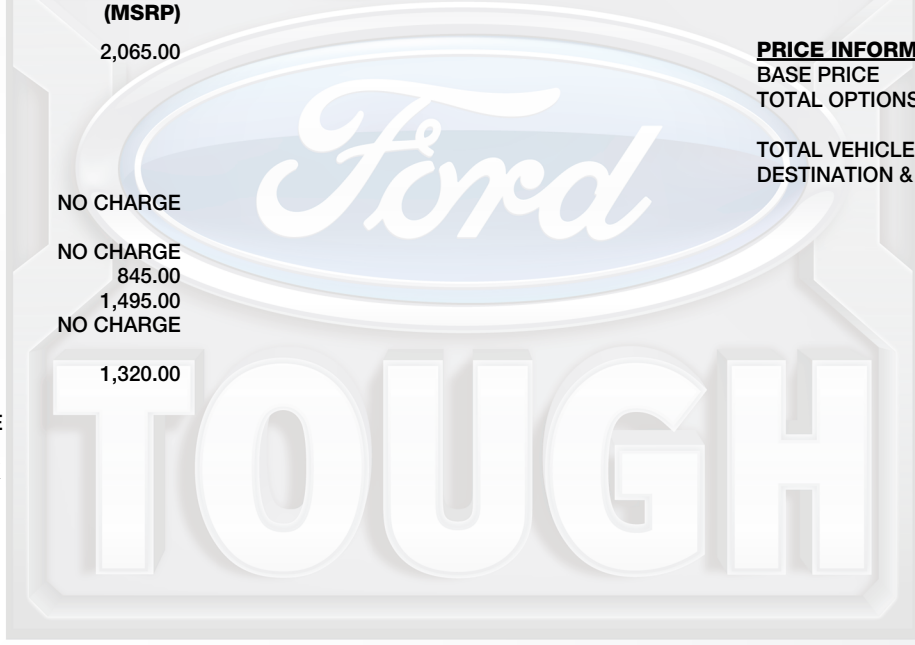 (MSRP)
2,065.00
NO CHARGE
NO CHARGE
845.00
1,495.00
NO CHARGE
1,320.00
E
PRICE INFORM
BASE PRICE
TOTAL OPTIONS
TOTAL VEHICLE
DESTINATION &
Ford
TOUGH